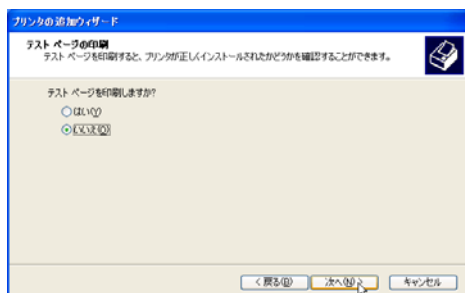 プリンタの追加ウィザード
テスト ページの印刷
テスト ページを印刷すると、プリンタが正しくインストールされたかどうかを確認することができます。
テスト ページを印刷しますか?
はい(Y)
いいえ(O)
< 戻る(B) 次へ(N) > キャンセル